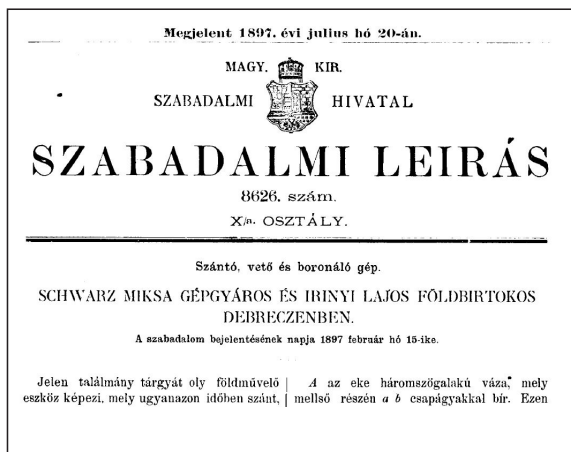 Megjelent 1897. évi julius hó 20-án.
MAGY. KIR.
SZABADALMI HIVATAL
SZABADALMI LEIRÁS
8626. szám.
X/a. OSZTÁLY.
Szántó, vető és boronáló gép.
SCHWARZ MIKSA GÉPGYÁROS ÉS IRINYI LAJOS FÖLDBIRTOKOS
DEBRECZENBEN.
A szabadalom bejelentésének napja 1897 február hó 15-ike.
Jelen találmány tárgyát oly földművelő
eszköz képezi, mely ugyanazon időben szánt,
A az eke háromszögalakú váza, mely
mellső részén a b csapágyakkal bír. Ezen